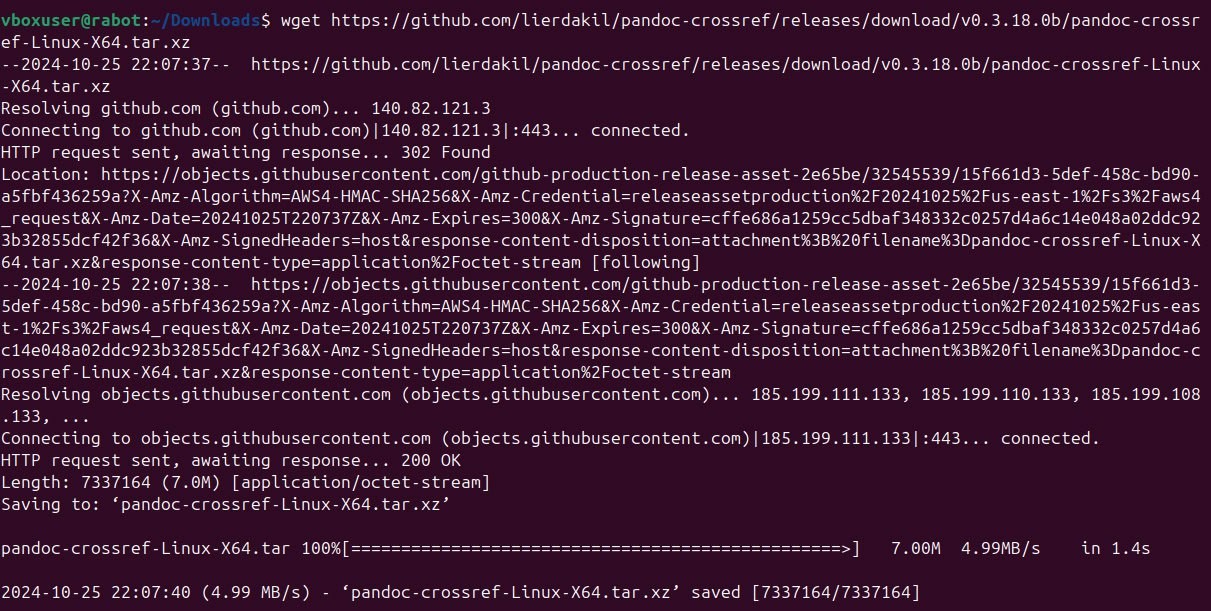 vboxuser@rabot:~/Downloads$ wget https://github.com/lierdakil/pandoc-crossref/releases/download/v0.3.18.0b/pandoc-crossr
ef-Linux-X64.tar.xz
--2024-10-25 22:07:37--  https://github.com/lierdakil/pandoc-crossref/releases/download/v0.3.18.0b/pandoc-crossref-Linux
-X64.tar.xz
Resolving github.com (github.com)... 140.82.121.3
Connecting to github.com (github.com)|140.82.121.3|:443... connected.
HTTP request sent, awaiting response... 302 Found
Location: https://objects.githubusercontent.com/github-production-release-asset-2e65be/32545539/15f661d3-5def-458c-bd90-
a5fbf436259a?X-Amz-Algorithm=AWS4-HMAC-SHA256&X-Amz-Credential=releaseassetproduction%2F20241025%2Fus-east-1%2Fs3%2Faws4
_request&X-Amz-Date=20241025T220737Z&X-Amz-Expires=300&X-Amz-Signature=cffe686a1259cc5dbaf348332c0257d4a6c14e048a02ddc92
3b32855dcf42f36&X-Amz-SignedHeaders=host&response-content-disposition=attachment%3B%20filename%3Dpandoc-crossref-Linux-X
64.tar.xz&response-content-type=application%2Foctet-stream [following]
--2024-10-25 22:07:38--  https://objects.githubusercontent.com/github-production-release-asset-2e65be/32545539/15f661d3-
5def-458c-bd90-a5fbf436259a?X-Amz-Algorithm=AWS4-HMAC-SHA256&X-Amz-Credential=releaseassetproduction%2F20241025%2Fus-eas
t-1%2Fs3%2Faws4_request&X-Amz-Date=20241025T220737Z&X-Amz-Expires=300&X-Amz-Signature=cffe686a1259cc5dbaf348332c0257d4a6
c14e048a02ddc923b32855dcf42f36&X-Amz-SignedHeaders=host&response-content-disposition=attachment%3B%20filename%3Dpandoc-c
rossref-Linux-X64.tar.xz&response-content-type=application%2Foctet-stream
Resolving objects.githubusercontent.com (objects.githubusercontent.com)... 185.199.111.133, 185.199.110.133, 185.199.108
.133, ...
Connecting to objects.githubusercontent.com (objects.githubusercontent.com)|185.199.111.133|:443... connected.
HTTP request sent, awaiting response... 200 OK
Length: 7337164 (7.0M) [application/octet-stream]
Saving to: ‘pandoc-crossref-Linux-X64.tar.xz’
pandoc-crossref-Linux-X64.tar 100%[=================================================>]   7.00M  4.99MB/s    in 1.4s
2024-10-25 22:07:40 (4.99 MB/s) - ‘pandoc-crossref-Linux-X64.tar.xz’ saved [7337164/7337164]